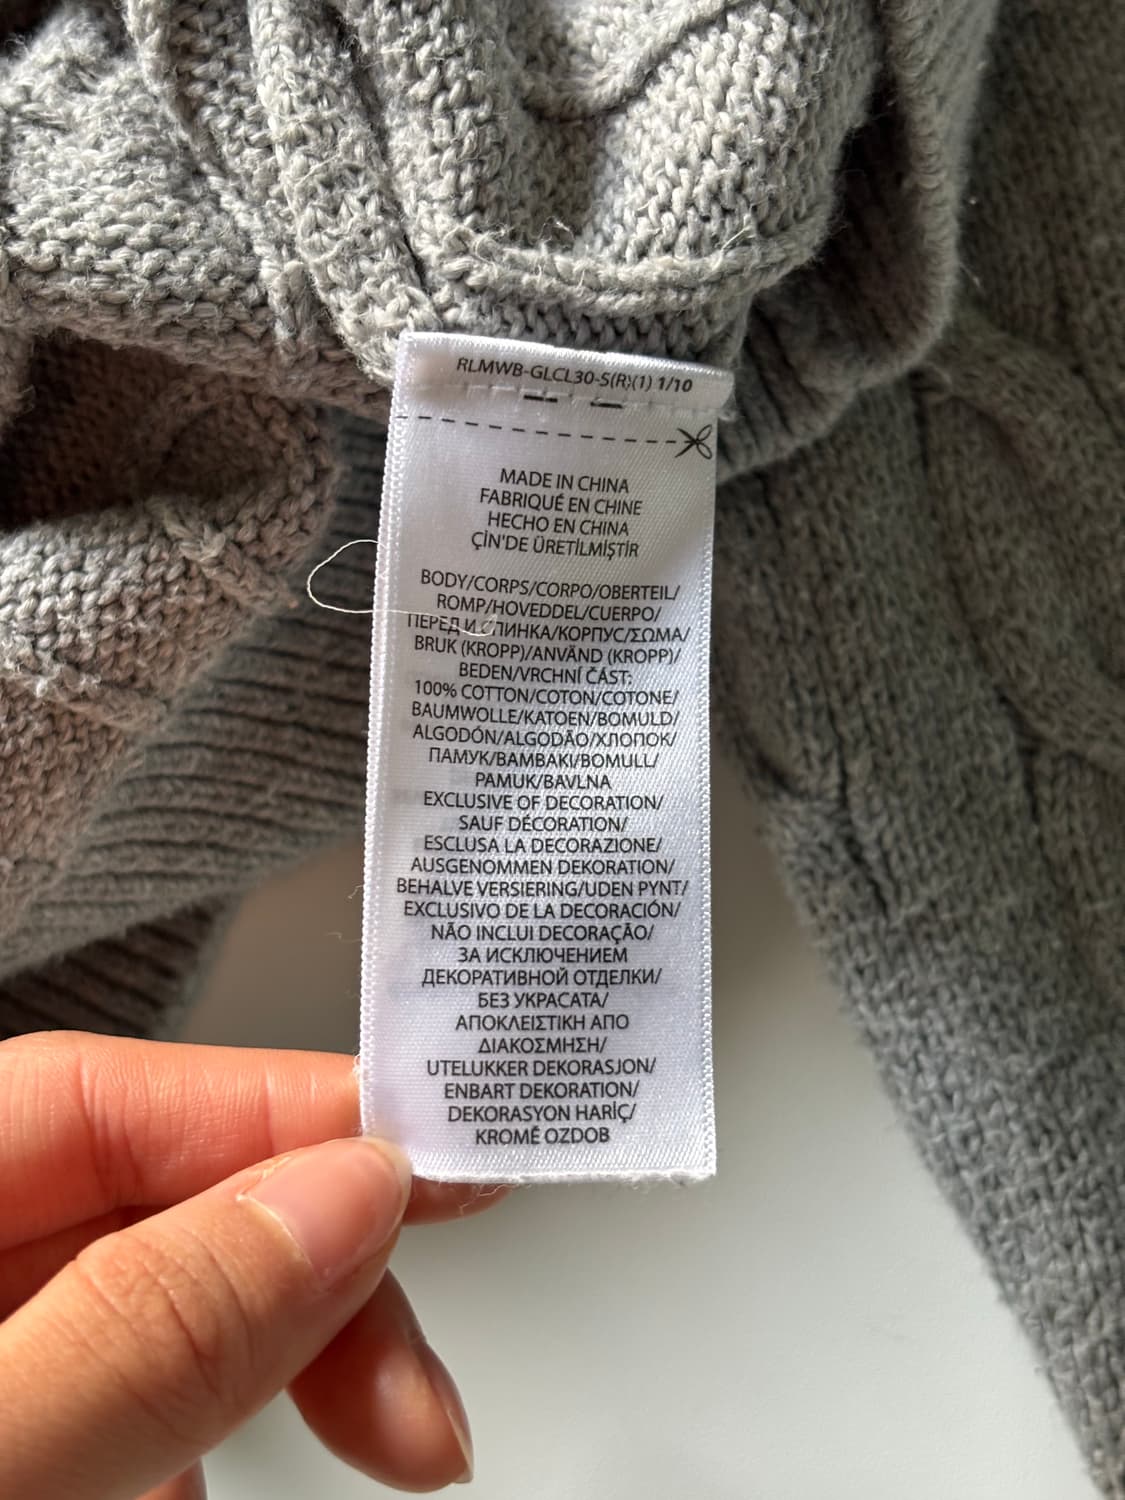 RLMWB-GLCL30-S(R)(1) 1/10
MADE IN CHINA
FABRIQUÉ EN CHINE
HECHO EN CHINA
ÇİN'DE ÜRETİLMİŞTİR
BODY/CORPS/CORPO/OBERTEIL/
ROMP/HOVEDDEL/CUERPO/
ПЕРЕД И СПИНКА/КОРПУС/ΣΩΜΑ/
BRUK (KROPP)/ANVÄND (KROPP)/
BEDEN/VRCHNÍ ČÁST:
100% COTTON/COTON/COTONE/
BAUMWOLLE/KATOEN/BOMULD/
ALGODÓN/ALGODÃO/ХЛОПОК/
ПАМУК/ΒΑΜΒΑΚΙ/BOMULL/
PAMUK/BAVLNA
EXCLUSIVE OF DECORATION/
SAUF DÉCORATION/
ESCLUSA LA DECORAZIONE/
AUSGENOMMEN DEKORATION/
BEHALVE VERSIERING/UDEN PYNT/
EXCLUSIVO DE LA DECORACIÓN/
NÃO INCLUI DECORAÇÃO/
ЗА ИСКЛЮЧЕНИЕМ
ДЕКОРАТИВНОЙ ОТДЕЛКИ/
БЕЗ УКРАСАТА/
ΑΠΟΚΛΕΙΣΤΙΚΗ ΑΠΟ
ΔΙΑΚΟΣΜΗΣΗ/
UTELUKKER DEKORASJON/
ENBART DEKORATION/
DEKORASYON HARİÇ/
KROMĚ OZDOB